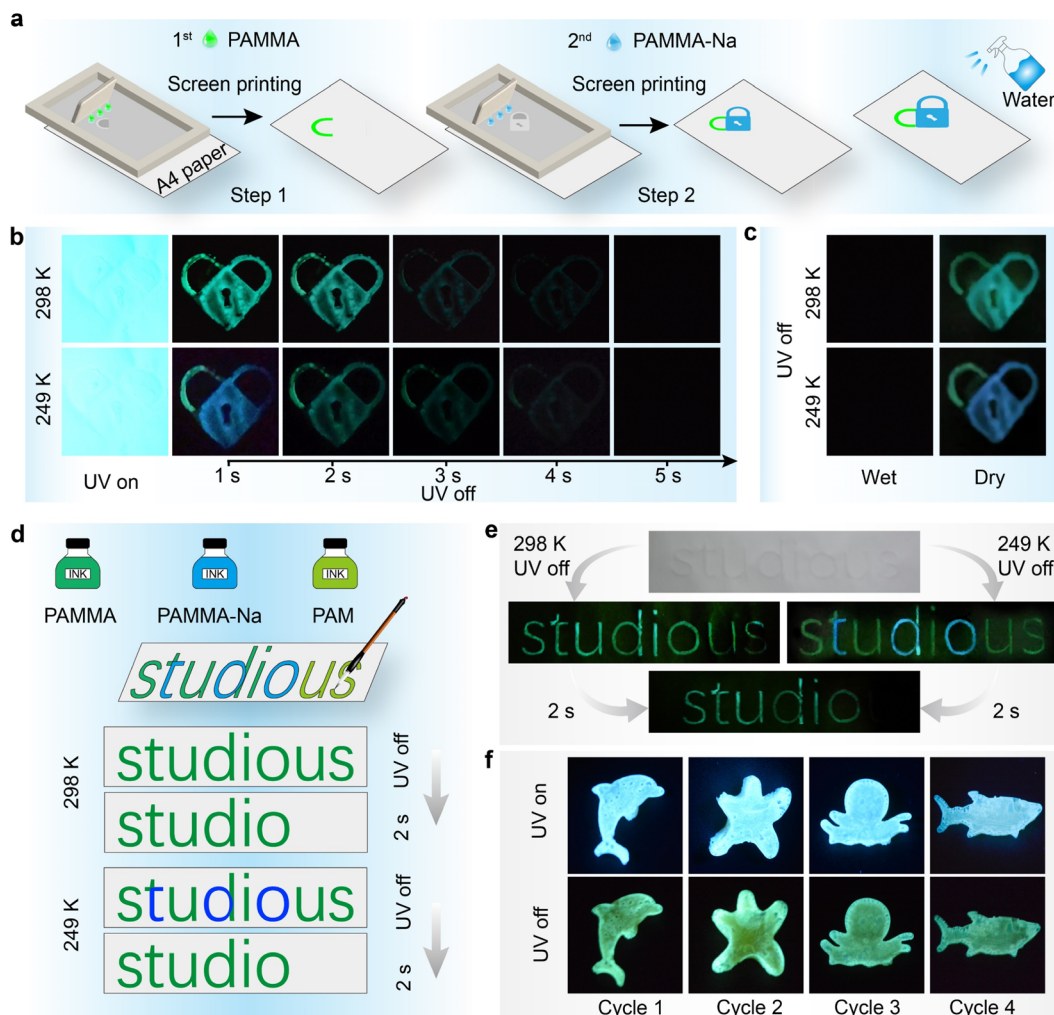 a
1st PAMMA
2nd PAMMA-Na
Screen printing
Screen printing
Water
A4 paper
Step 1
Step 2
b
298 K
249 K
UV on
1 s
2 s
3 s
4 s
5 s
UV off
c
298 K
249 K
UV off
Wet
Dry
d
INK
INK
INK
PAMMA
PAMMA-Na
PAM
studious
298 K
studious
UV off
studio
2 s
249 K
studious
UV off
studio
2 s
e
298 K
UV off
studious
249 K
UV off
studious
studious
2 s
studio
2 s
f
UV on
UV off
Cycle 1
Cycle 2
Cycle 3
Cycle 4